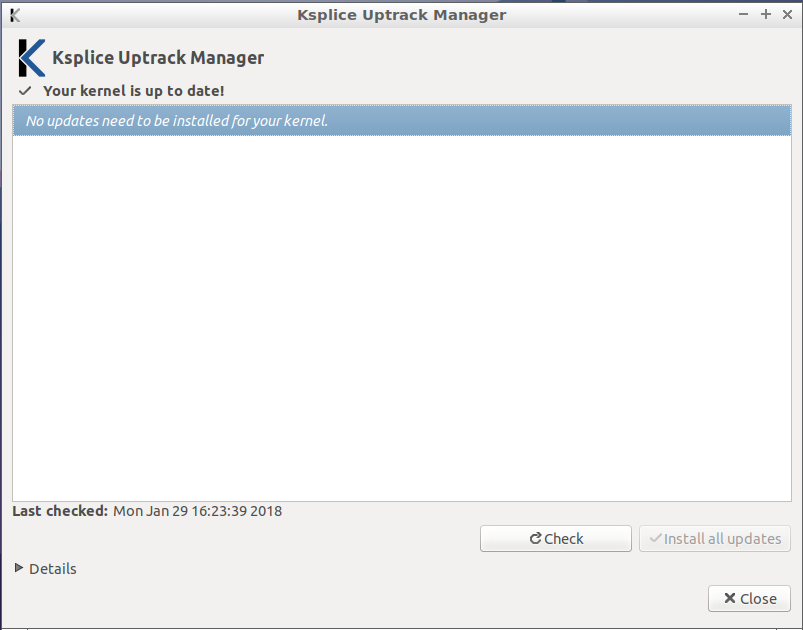 Ksplice Uptrack Manager
Ksplice Uptrack Manager
Your kernel is up to date!
No updates need to be installed for your kernel.
Last checked: Mon Jan 29 16:23:39 2018
Check Install all updates
Details
Close